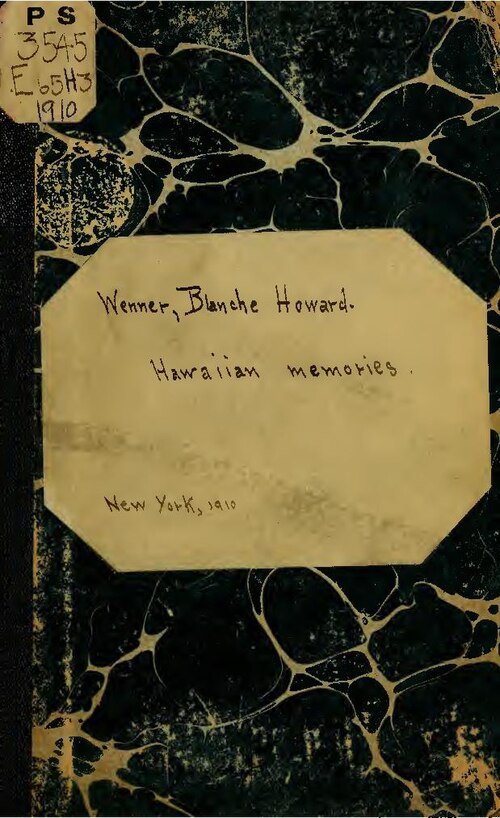 PS
3545
E65H3
1910
Wenner, Blanche Howard.
Hawaiian memories.
New York, 1910